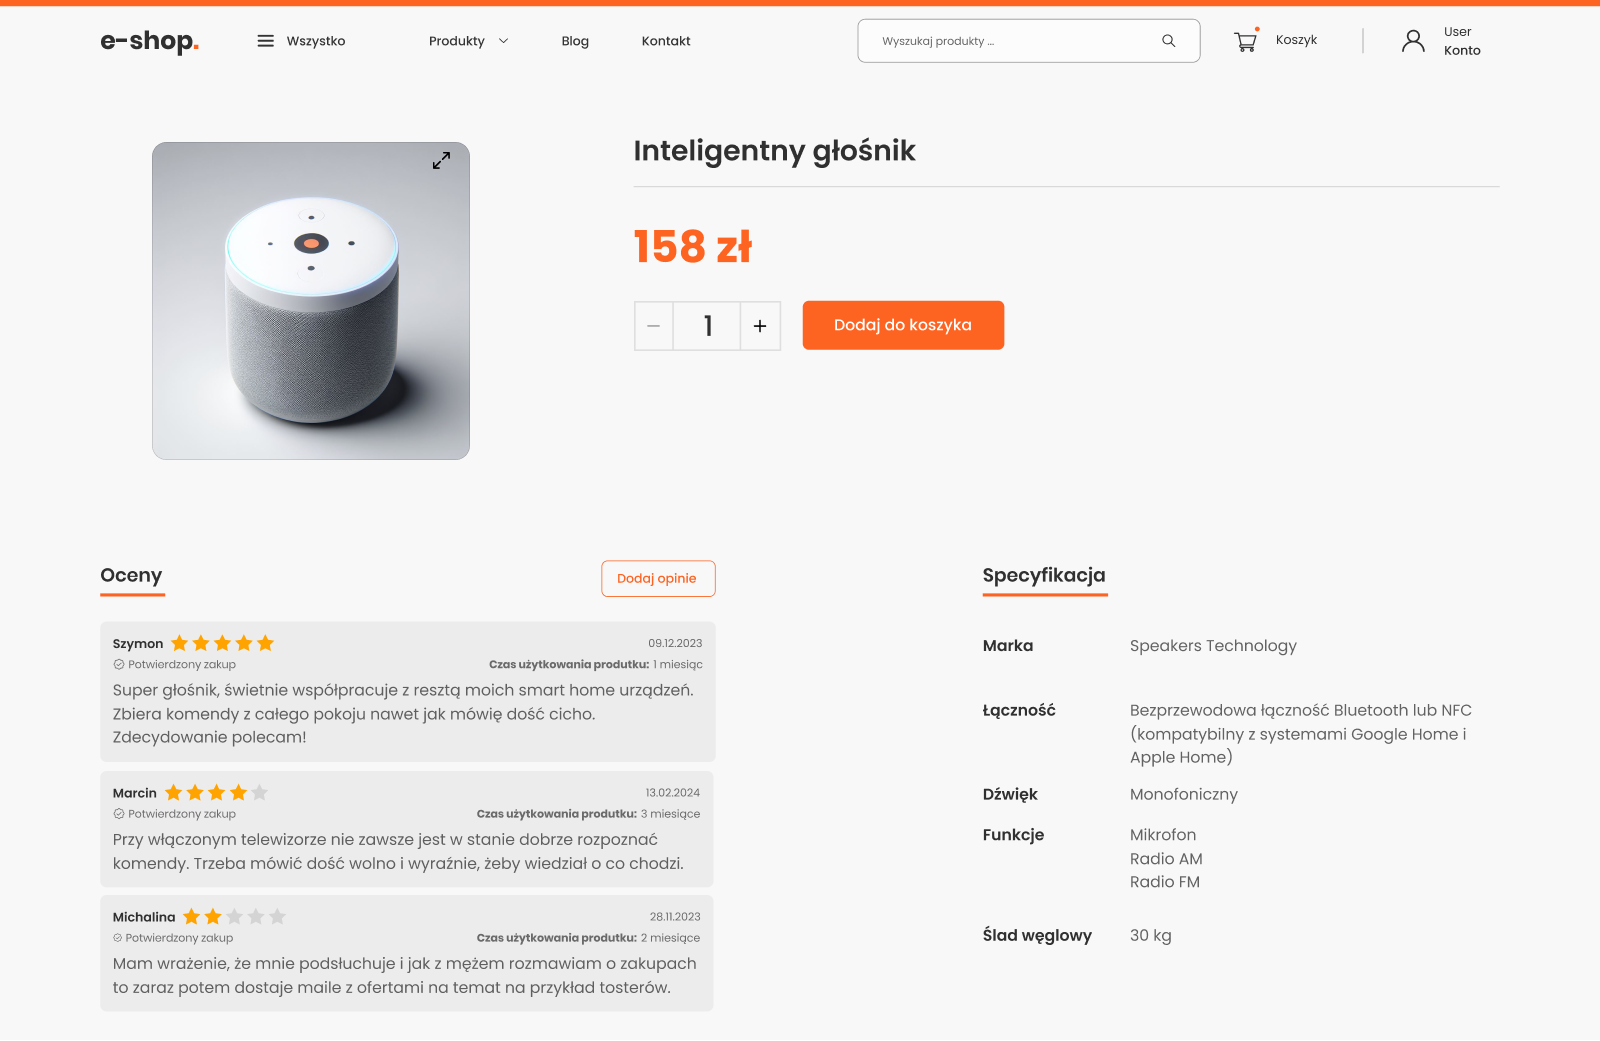 e-shop.
Wszystko
Produkty
Blog
Kontakt
Wyszukaj produkty ...
Koszyk
User
Konto
Inteligentny głośnik
158 zł
1
Dodaj do koszyka
Oceny
Dodaj opinie
Szymon
09.12.2023
Potwierdzony zakup
Czas użytkowania produtku: 1 miesiąc
Super głośnik, świetnie współpracuje z resztą moich smart home urządzeń.
Zbiera komendy z całego pokoju nawet jak mówię dość cicho.
Zdecydowanie polecam!
Marcin
13.02.2024
Potwierdzony zakup
Czas użytkowania produtku: 3 miesiące
Przy włączonym telewizorze nie zawsze jest w stanie dobrze rozpoznać
komendy. Trzeba mówić dość wolno i wyraźnie, żeby wiedział o co chodzi.
Michalina
28.11.2023
Potwierdzony zakup
Czas użytkowania produtku: 2 miesiące
Mam wrażenie, że mnie podsłuchuje i jak z mężem rozmawiam o zakupach
to zaraz potem dostaje maile z ofertami na temat na przykład tosterów.
Specyfikacja
Marka
Speakers Technology
Łączność
Bezprzewodowa łączność Bluetooth lub NFC
(kompatybilny z systemami Google Home i
Apple Home)
Dźwięk
Monofoniczny
Funkcje
Mikrofon
Radio AM
Radio FM
Ślad węglowy
30 kg